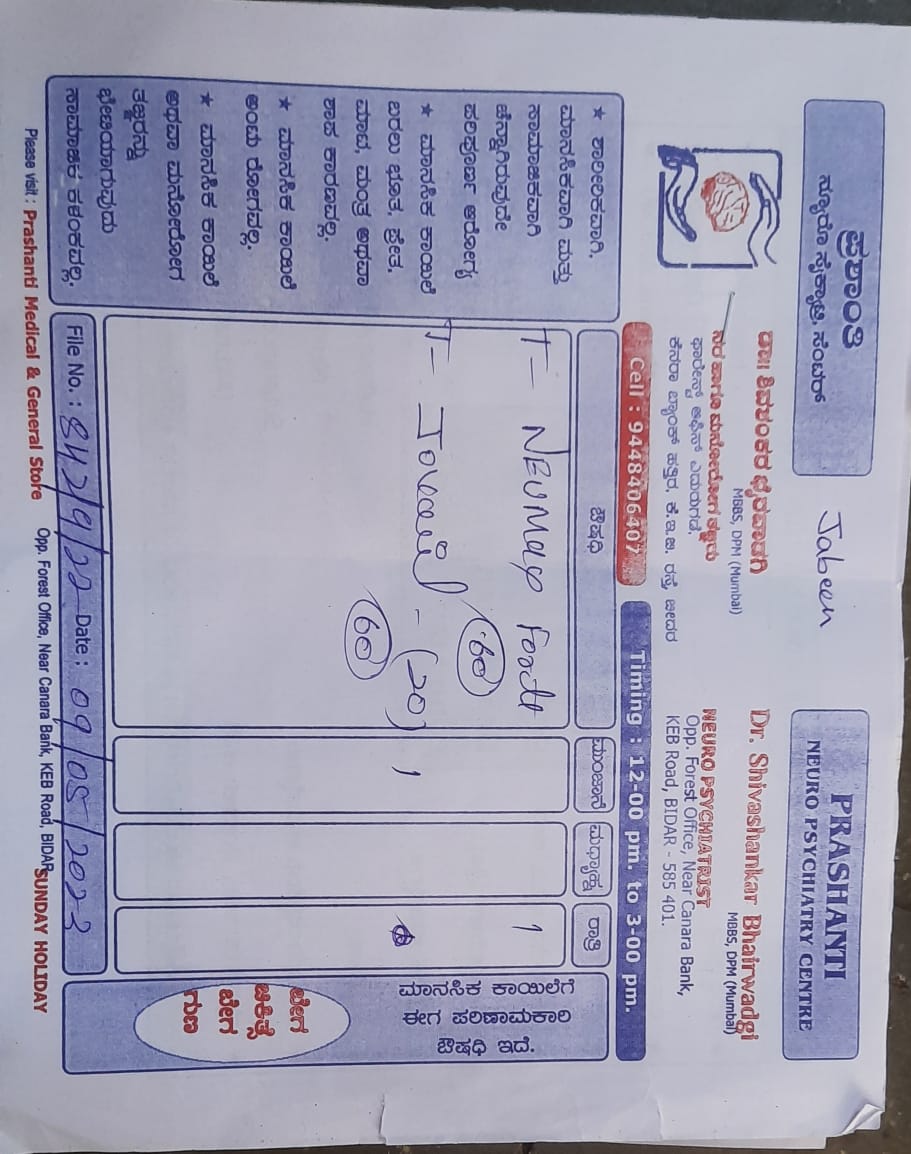 ಪ್ರಶಾಂತಿ
ನ್ಯೂರೊ ಸೈಕ್ಯಾಟ್ರಿ ಸೆಂಟರ್
Jabeen
PRASHANTI
NEURO PSYCHIATRY CENTRE
ಡಾ॥ ಶಿವಶಂಕರ ಭೈರವಾಡಗಿ
MBBS, DPM (Mumbai)
ನರ ಹಾಗೂ ಮನೋರೋಗ ತಜ್ಞರು
ಫಾರೇಸ್ಟ್ ಆಫೀಸ್ ಎದುರುಗಡೆ,
ಕೆನರಾ ಬ್ಯಾಂಕ್ ಹತ್ತಿರ, ಕೆ.ಇ.ಬಿ. ರಸ್ತೆ, ಬೀದರ
Dr. Shivashankar Bhairwadgi
MBBS, DPM (Mumbai)
NEURO PSYCHIATRIST
Opp. Forest Office, Near Canara Bank,
KEB Road, BIDAR - 585 401.
Cell : 9448406407
Timing : 12-00 pm. to 3-00 pm.
★ ಶಾರೀರಿಕವಾಗಿ,
ಮಾನಸಿಕವಾಗಿ ಮತ್ತು
ಸಾಮಾಜಿಕವಾಗಿ
ಚೆನ್ನಾಗಿರುವುದೇ
ಪರಿಪೂರ್ಣ ಆರೋಗ್ಯ
★ ಮಾನಸಿಕ ಕಾಯಿಲೆ
ಬರಲು ಭೂತ, ಪ್ರೇತ,
ಮಾಟ, ಮಂತ್ರ ಅಥವಾ
ಶಾಪ ಕಾರಣವಲ್ಲ.
★ ಮಾನಸಿಕ ಕಾಯಿಲೆ
ಅಂಟು ರೋಗವಲ್ಲ.
★ ಮಾನಸಿಕ ಕಾಯಿಲೆ
ಅಥವಾ ಮನೋರೋಗ
ತಜ್ಞರನ್ನು
ಬೇಟಿಯಾಗುವುದು
ಸಾಮಾಜಿಕ ಕಳಂಕವಲ್ಲ.
ಔಷಧಿ ಮುಂಜಾನೆ ಮಧ್ಯಾಹ್ನ ರಾತ್ರಿ
T - Forte 1
60
T - (20) 1
60
ಮಾನಸಿಕ ಕಾಯಿಲೆಗೆ
ಈಗ ಪರಿಣಾಮಕಾರಿ
ಔಷಧಿ ಇದೆ.
ಬೇಗ
ಚಿಕಿತ್ಸೆ
ಬೇಗ
ಗುಣ
File No. : 842/9/22 Date : 09/05/2023
Please visit : Prashanti Medical & General Store Opp. Forest Office, Near Canara Bank, KEB Road, BIDAR SUNDAY HOLIDAY